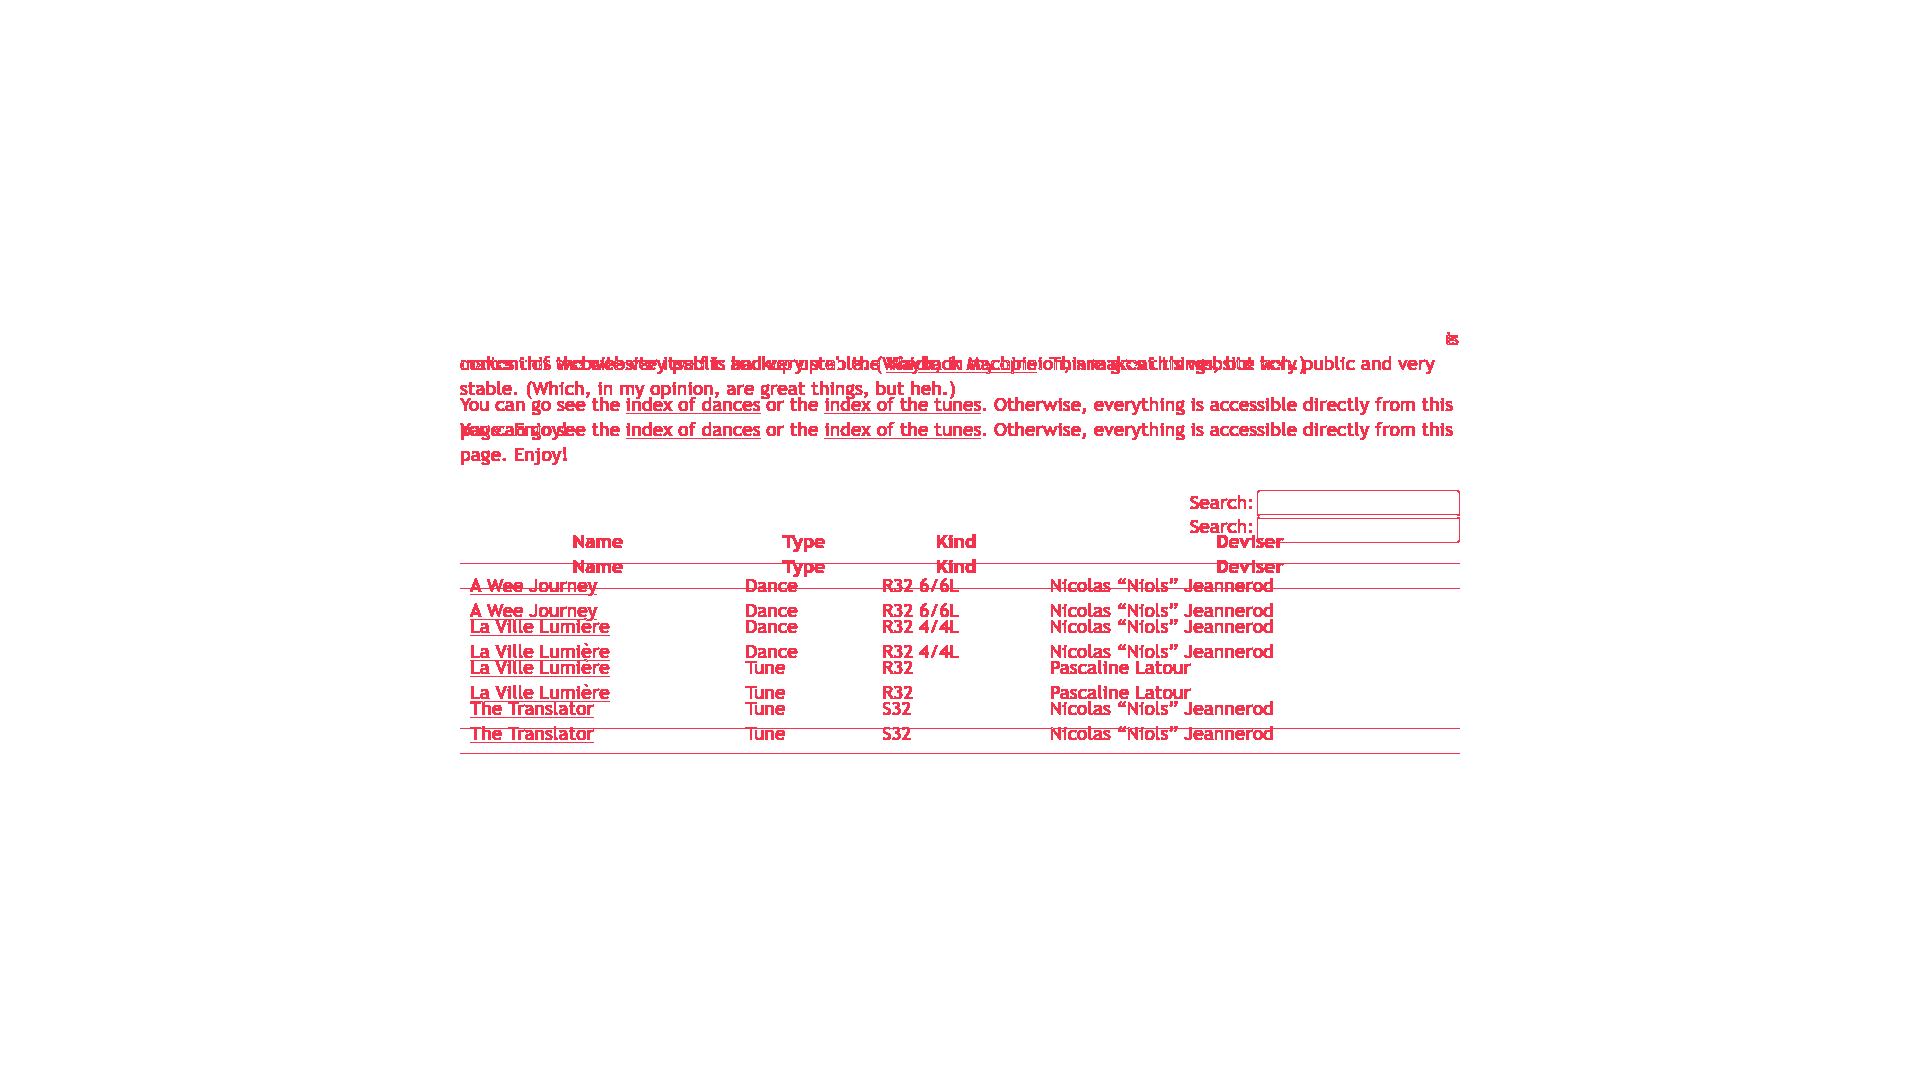 public and very
stable. (Which, in my opinion, are great things, but heh.)
You can go see the index of dances or the index of the tunes. Otherwise, everything is accessible directly from this
You can go see the index of dances or the index of the tunes. Otherwise, everything is accessible directly from this
page. Enjoy!
Search:
Search:
Name Type Kind Deviser
Name Type Kind Deviser
A Wee Journey Dance R32 6/6L Nicolas “Niols” Jeannerod
A Wee Journey Dance R32 6/6L Nicolas “Niols” Jeannerod
La Ville Lumière Dance R32 4/4L Nicolas “Niols” Jeannerod
La Ville Lumière Dance R32 4/4L Nicolas “Niols” Jeannerod
La Ville Lumière Tune R32 Pascaline Latour
La Ville Lumière Tune R32 Pascaline Latour
The Translator Tune S32 Nicolas “Niols” Jeannerod
The Translator Tune S32 Nicolas “Niols” Jeannerod